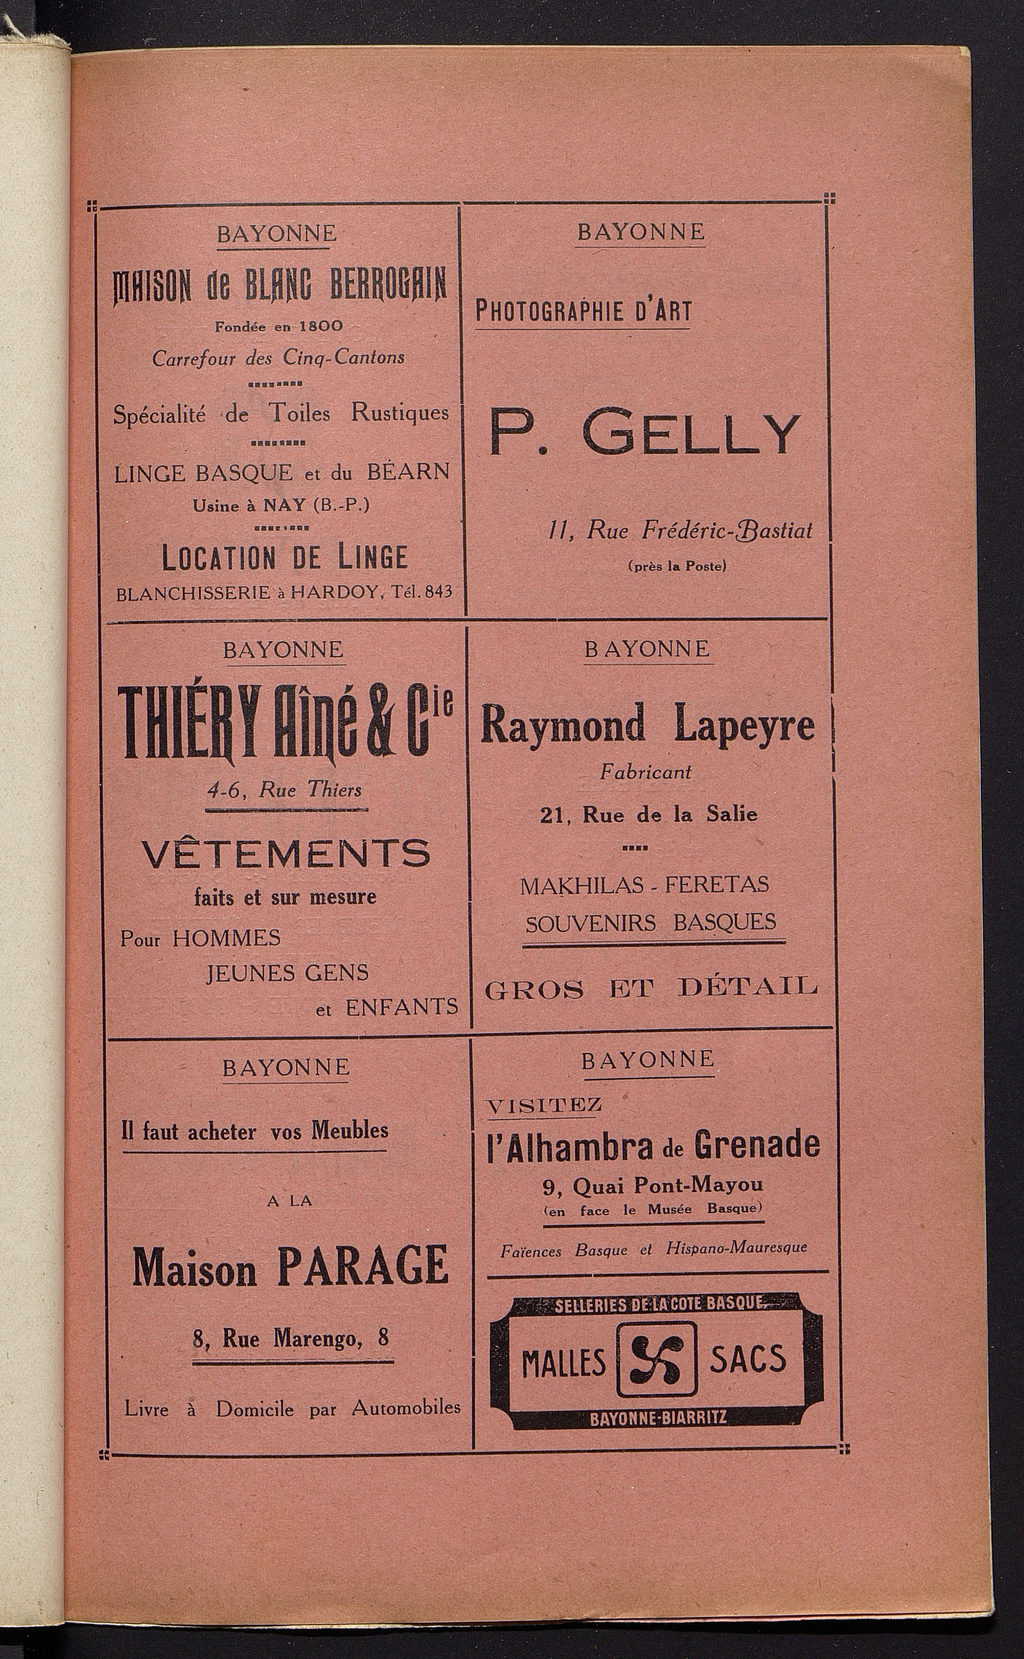 BAYONNE
MAISON de BLANC BERROGAIN
Fondée en 1800
Carrefour des Cinq-Cantons
Spécialité de Toiles Rustiques
LINGE BASQUE et du BÉARN
Usine à NAY (B.-P.)
LOCATION DE LINGE
BLANCHISSERIE à HARDOY, Tél. 843
BAYONNE
PHOTOGRAPHIE D'ART
P. GELLY
11, Rue Frédéric-Bastiat
(près la Poste)
BAYONNE
THIÉRY Aîné & Cie
4-6, Rue Thiers
VÊTEMENTS
faits et sur mesure
Pour HOMMES
JEUNES GENS
et ENFANTS
BAYONNE
Raymond Lapeyre
Fabricant
21, Rue de la Salie
MAKHILAS - FERETAS
SOUVENIRS BASQUES
GROS ET DÉTAIL
BAYONNE
Il faut acheter vos Meubles
A LA
Maison PARAGE
8, Rue Marengo, 8
Livre à Domicile par Automobiles
BAYONNE
VISITEZ
l'Alhambra de Grenade
9, Quai Pont-Mayou
(en face le Musée Basque)
Faïences Basque et Hispano-Mauresque
SELLERIES DE LA COTE BASQUE
MALLES SACS
BAYONNE-BIARRITZ